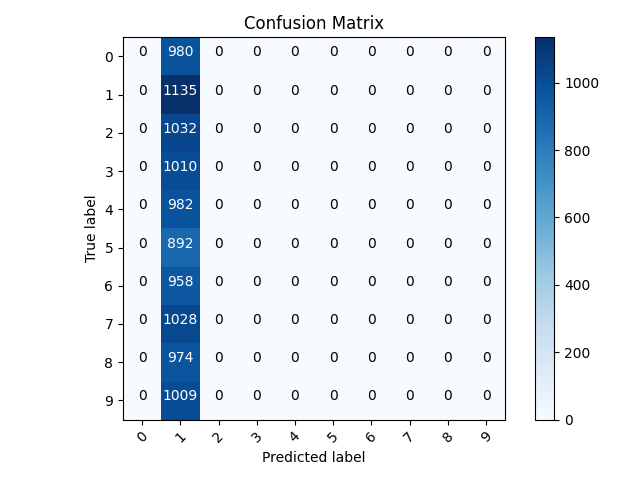 Confusion Matrix
0 0 980 0 0 0 0 0 0 0 0
1 0 1135 0 0 0 0 0 0 0 0
2 0 1032 0 0 0 0 0 0 0 0
3 0 1010 0 0 0 0 0 0 0 0
4 0 982 0 0 0 0 0 0 0 0
5 0 892 0 0 0 0 0 0 0 0
6 0 958 0 0 0 0 0 0 0 0
7 0 1028 0 0 0 0 0 0 0 0
8 0 974 0 0 0 0 0 0 0 0
9 0 1009 0 0 0 0 0 0 0 0
0 1 2 3 4 5 6 7 8 9
Predicted label
True label
1000
800
600
400
200
0